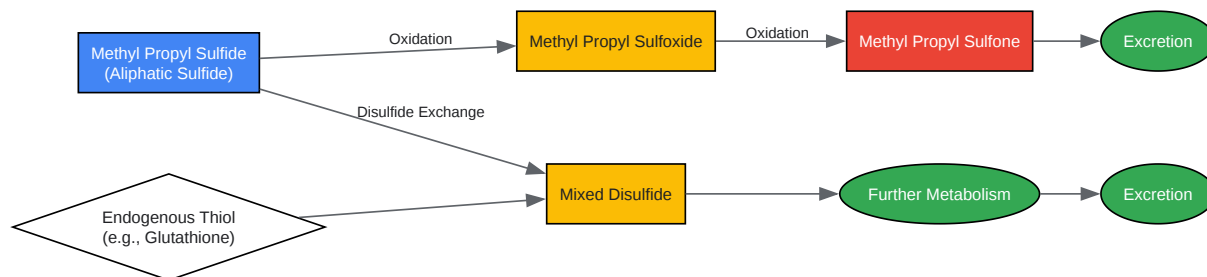 Methyl Propyl Sulfide
(Aliphatic Sulfide)
Oxidation
Methyl Propyl Sulfoxide
Oxidation
Methyl Propyl Sulfone
Excretion
Disulfide Exchange
Endogenous Thiol
(e.g., Glutathione)
Mixed Disulfide
Further Metabolism
Excretion